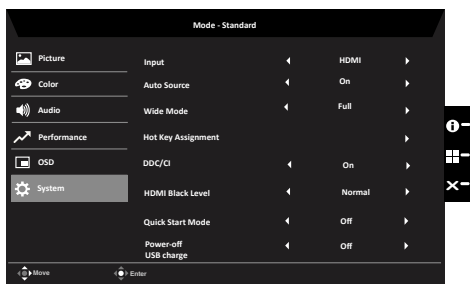 Mode - Standard
Picture
Color
Audio
Performance
OSD
System
Input HDMI
Auto Source On
Wide Mode Full
Hot Key Assignment
DDC/CI On
HDMI Black Level Normal
Quick Start Mode Off
Power-off Off
USB charge
Move Enter